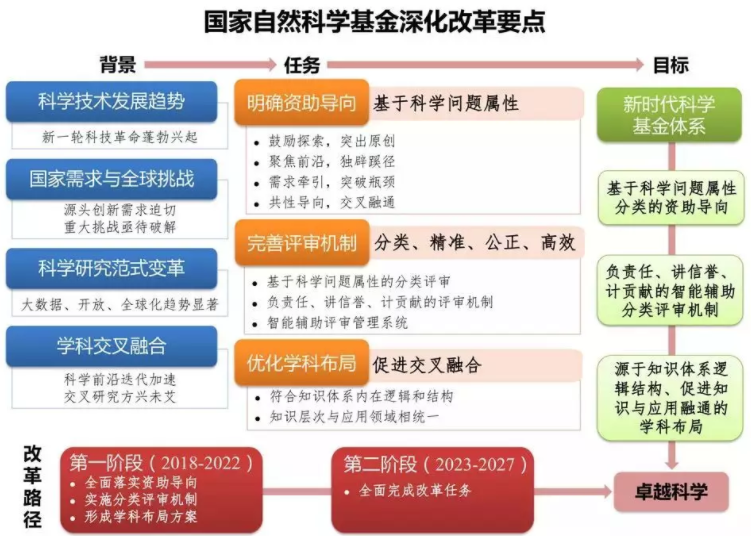 国家自然科学基金深化改革要点
背景
任务
目标
科学技术发展趋势
新一轮科技革命蓬勃兴起
国家需求与全球挑战
源头创新需求迫切
重大挑战亟待破解
科学研究范式变革
大数据、开放、全球化趋势显著
学科交叉融合
科学前沿迭代加速
交叉研究方兴未艾
明确资助导向
基于科学问题属性
• 鼓励探索，突出原创
• 聚焦前沿，独辟蹊径
• 需求牵引，突破瓶颈
• 共性导向，交叉融通
完善评审机制
分类、精准、公正、高效
• 基于科学问题属性的分类评审
• 负责任、讲信誉、计贡献的评审机制
• 智能辅助评审管理系统
优化学科布局
促进交叉融合
• 符合知识体系内在逻辑和结构
• 知识层次与应用领域相统一
新时代科学
基金体系
基于科学问题属性
分类的资助导向
负责任、讲信誉、
计贡献的智能辅助
分类评审机制
源于知识体系逻
辑结构、促进知
识与应用融通的
学科布局
卓越科学
改革路径
第一阶段（2018-2022）
• 全面落实资助导向
• 实施分类评审机制
• 形成学科布局方案
第二阶段（2023-2027）
• 全面完成改革任务